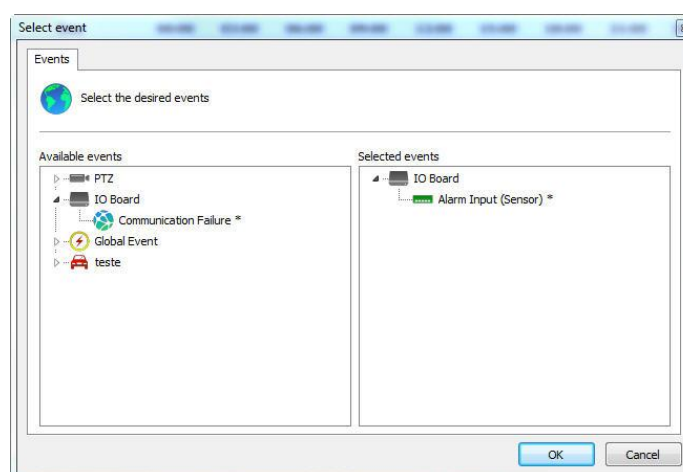 Select event
Events
Select the desired events
Available events
PTZ
IO Board
Communication Failure *
Global Event
teste
Selected events
IO Board
Alarm Input (Sensor) *
OK
Cancel